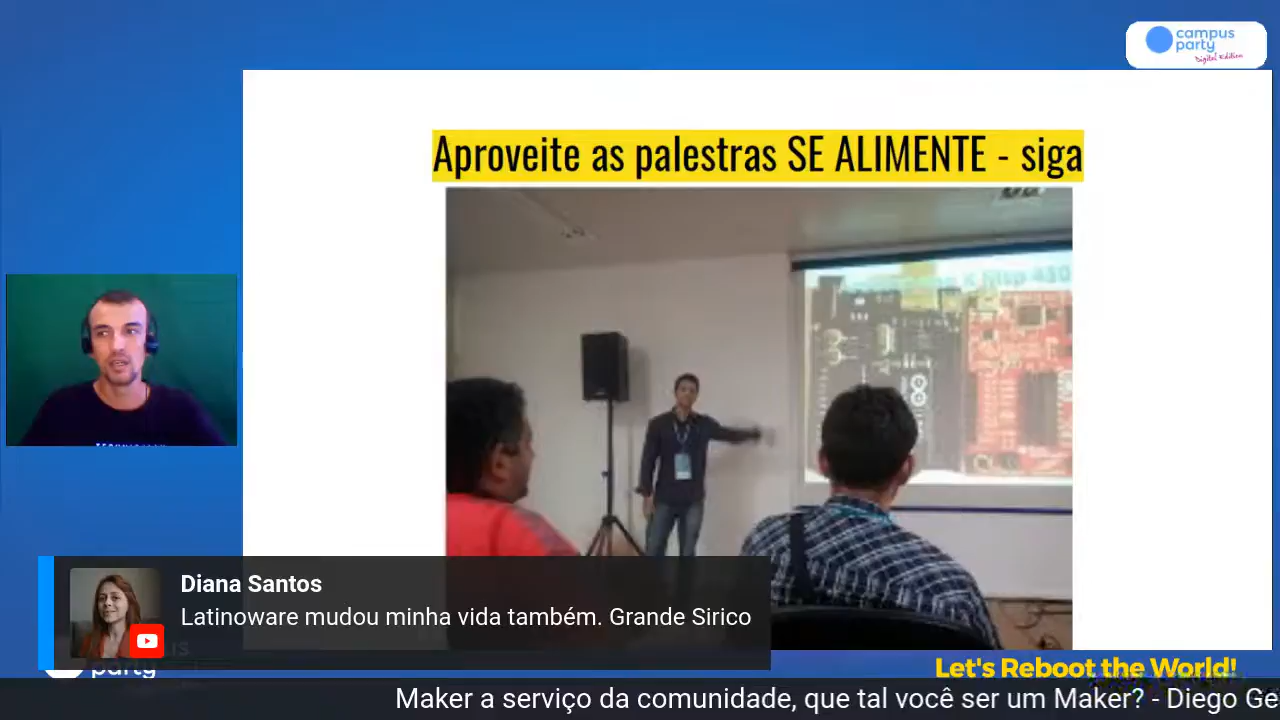 campus
party
Digital Edition
Aproveite as palestras SE ALIMENTE - siga
Diana Santos
Latinoware mudou minha vida também. Grande Sirico
party
Let's Reboot the World!
Maker a serviço da comunidade, que tal você ser um Maker? - Diego Ge